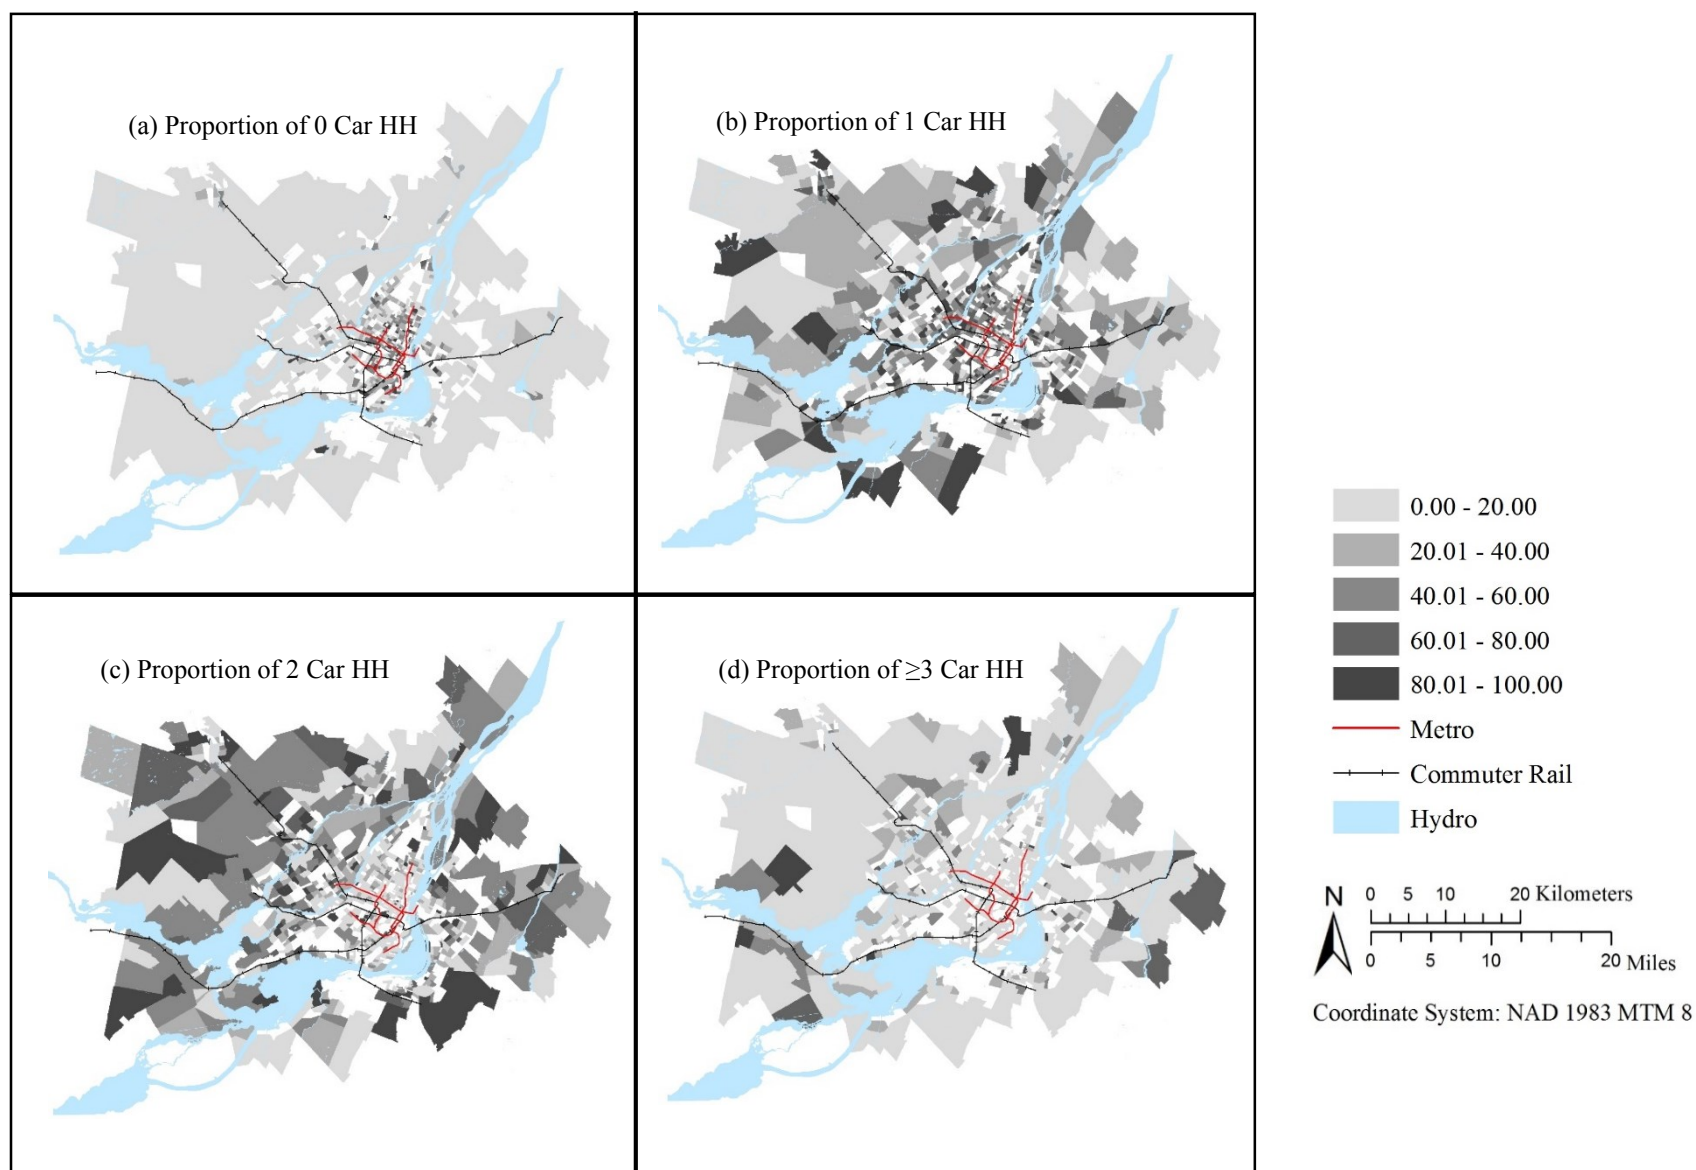 (a) Proportion of 0 Car HH
(b) Proportion of 1 Car HH
(c) Proportion of 2 Car HH
(d) Proportion of ≥3 Car HH
0.00 - 20.00
20.01 - 40.00
40.01 - 60.00
60.01 - 80.00
80.01 - 100.00
Metro
Commuter Rail
Hydro
N
0 5 10 20 Kilometers
0 5 10 20 Miles
Coordinate System: NAD 1983 MTM 8